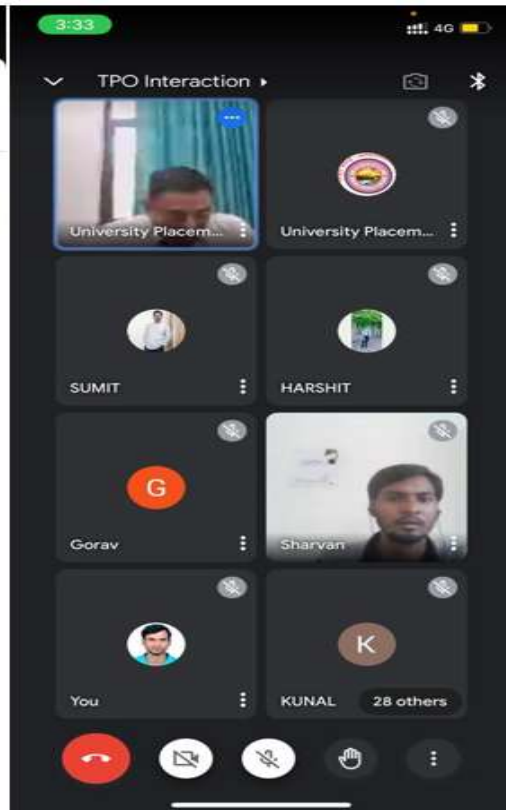 3:33
4G
TPO Interaction
University Placem...
University Placem...
SUMIT
HARSHIT
G
Gorav
Sharvan
You
K
KUNAL
28 others